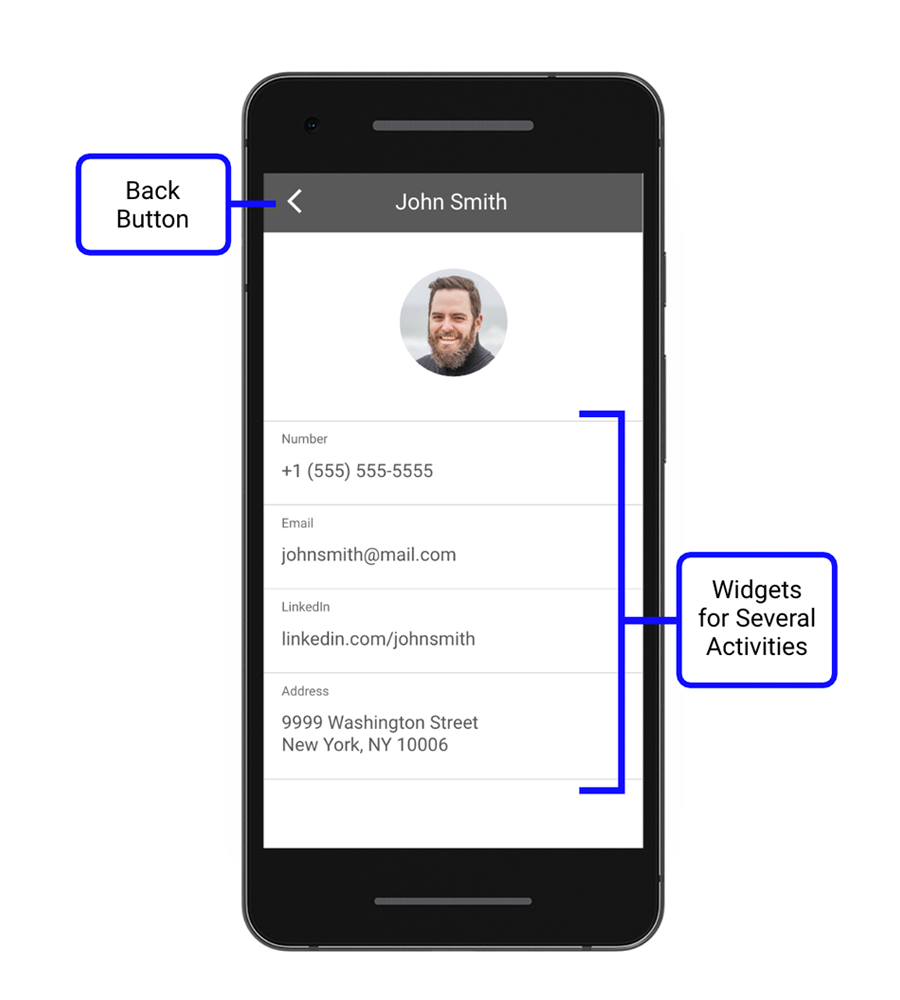 Back
Button
John Smith
Number
+1 (555) 555-5555
Email
johnsmith@mail.com
LinkedIn
linkedin.com/johnsmith
Address
9999 Washington Street
New York, NY 10006
Widgets
for Several
Activities